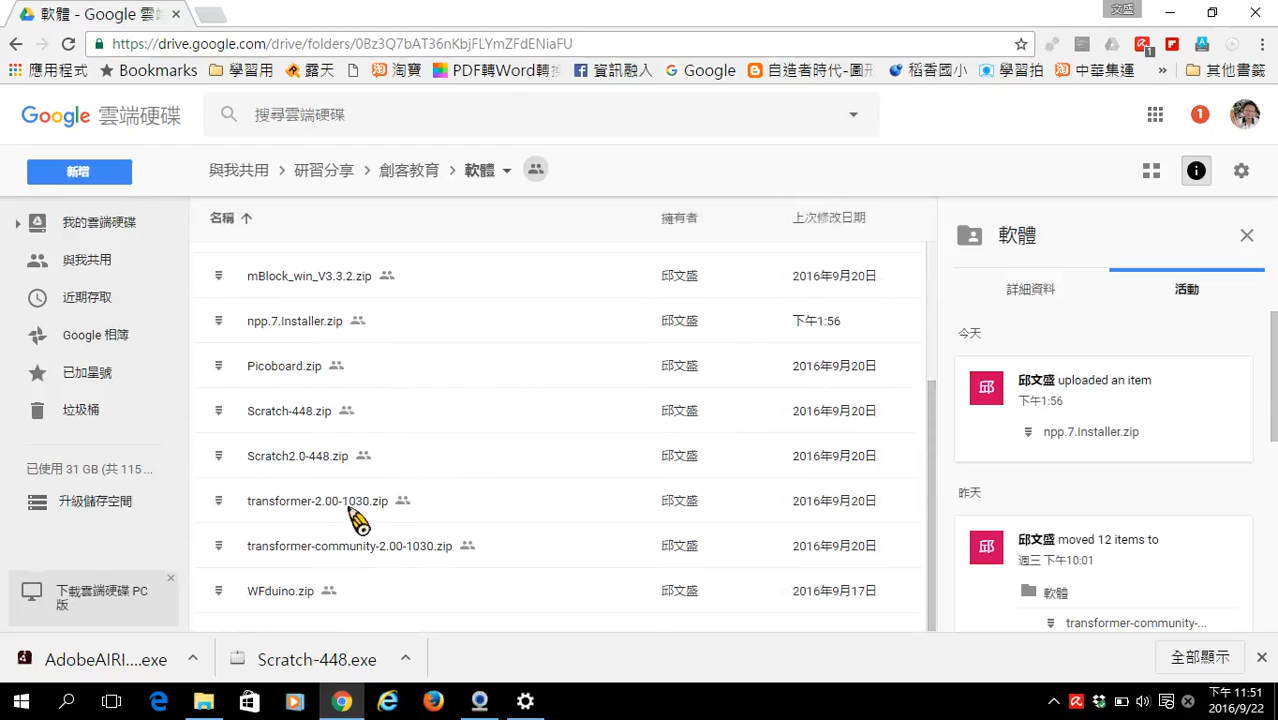 軟體 - Google 雲端
文盛
https://drive.google.com/drive/folders/0Bz3Q7bAT36nKbjFLYmZFdENiaFU
1
應用程式
Bookmarks
學習用
露天
淘寶
PDF轉Word轉
資訊融入
Google
自造者時代-圖
稻香國小
學習拍
中華集運
»
其他書籤
Google 雲端硬碟
搜尋雲端硬碟
1
新增
與我共用 > 研習分享 > 創客教育 > 軟體
我的雲端硬碟
與我共用
近期存取
Google 相簿
已加星號
垃圾桶
已使用 31 GB (共 115 ...
升級儲存空間
下載雲端硬碟 PC
版
名稱 擁有者 上次修改日期
mBlock_win_V3.3.2.zip 邱文盛 2016年9月20日
npp.7.Installer.zip 邱文盛 下午1:56
Picoboard.zip 邱文盛 2016年9月20日
Scratch-448.zip 邱文盛 2016年9月20日
Scratch2.0-448.zip 邱文盛 2016年9月20日
transformer-2.00-1030.zip 邱文盛 2016年9月20日
transformer-community-2.00-1030.zip 邱文盛 2016年9月20日
WFduino.zip 邱文盛 2016年9月17日
軟體
詳細資料 活動
今天
邱
邱文盛 uploaded an item
下午1:56
npp.7.Installer.zip
昨天
邱
邱文盛 moved 12 items to
週三 下午10:01
軟體
transformer-community-...
AdobeAIRI....exe
Scratch-448.exe
全部顯示
下午 11:51
2016/9/22